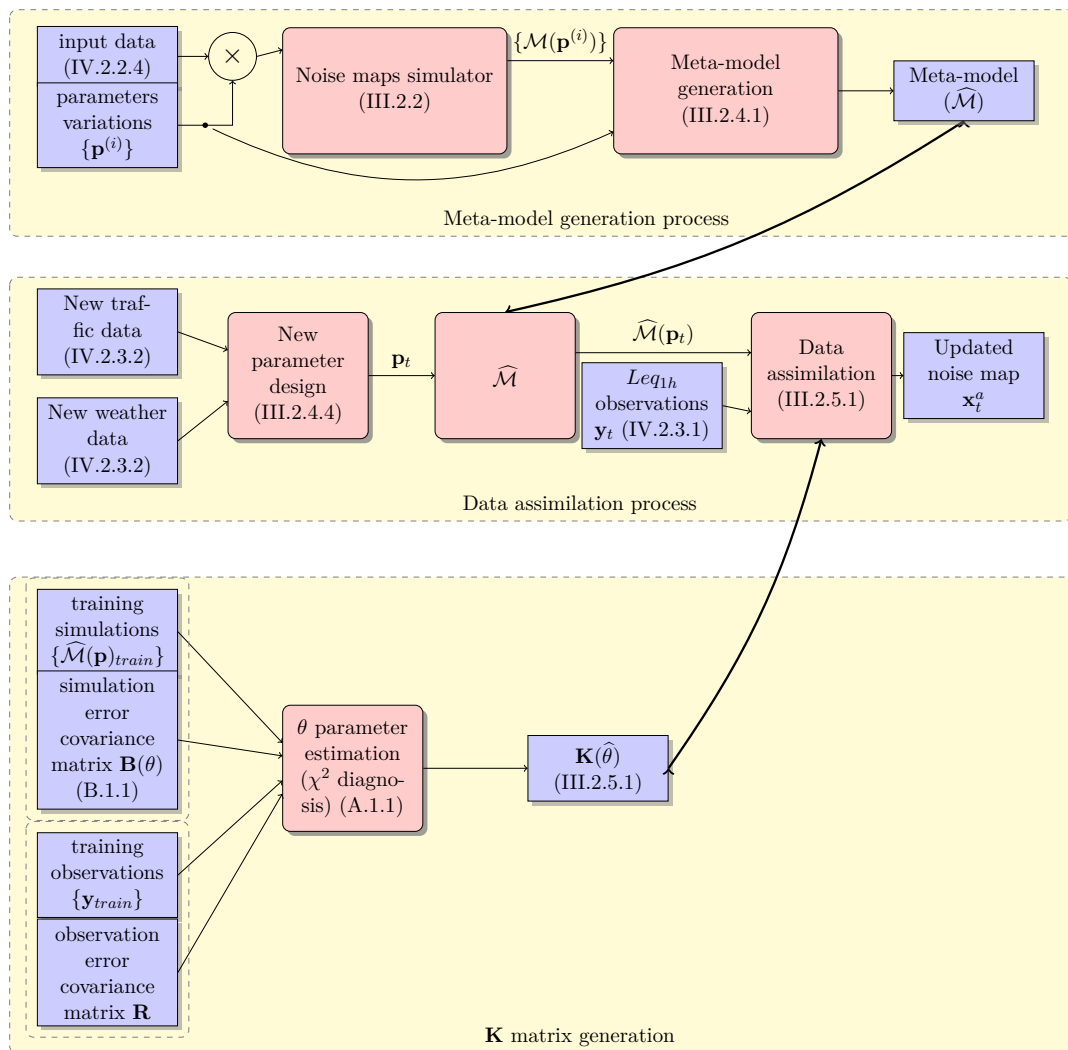 input data
(IV.2.2.4)
parameters
variations
{p^(i)}
×
Noise maps simulator
(III.2.2)
{ℳ(p^(i))}
Meta-model
generation
(III.2.4.1)
Meta-model
(ℳ̂)
Meta-model generation process
New traf-
fic data
(IV.2.3.2)
New weather
data
(IV.2.3.2)
New
parameter
design
(III.2.4.4)
p_t
ℳ̂
ℳ̂(p_t)
Leq_1h
observations
y_t (IV.2.3.1)
Data
assimilation
(III.2.5.1)
Updated
noise map
x_t^a
Data assimilation process
training
simulations
{ℳ̂(p)_train}
simulation
error
covariance
matrix B(θ)
(B.1.1)
training
observations
{y_train}
observation
error
covariance
matrix R
θ parameter
estimation
(χ² diagno-
sis) (A.1.1)
K(θ̂)
(III.2.5.1)
K matrix generation